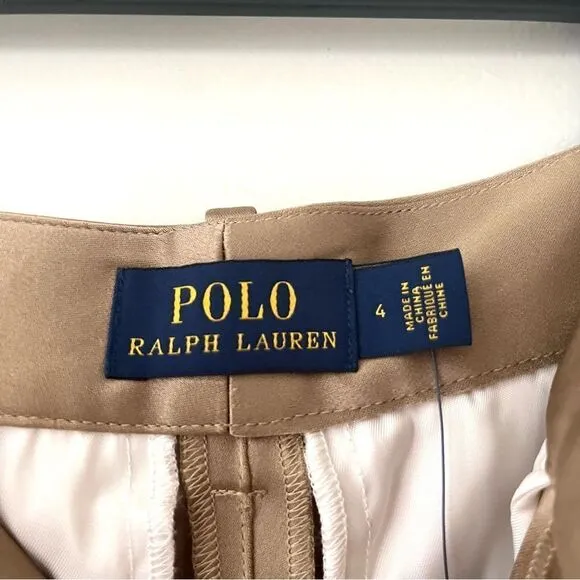 POLO
RALPH LAUREN
4
MADE IN
CHINA
FABRIQUÉ EN
CHINE